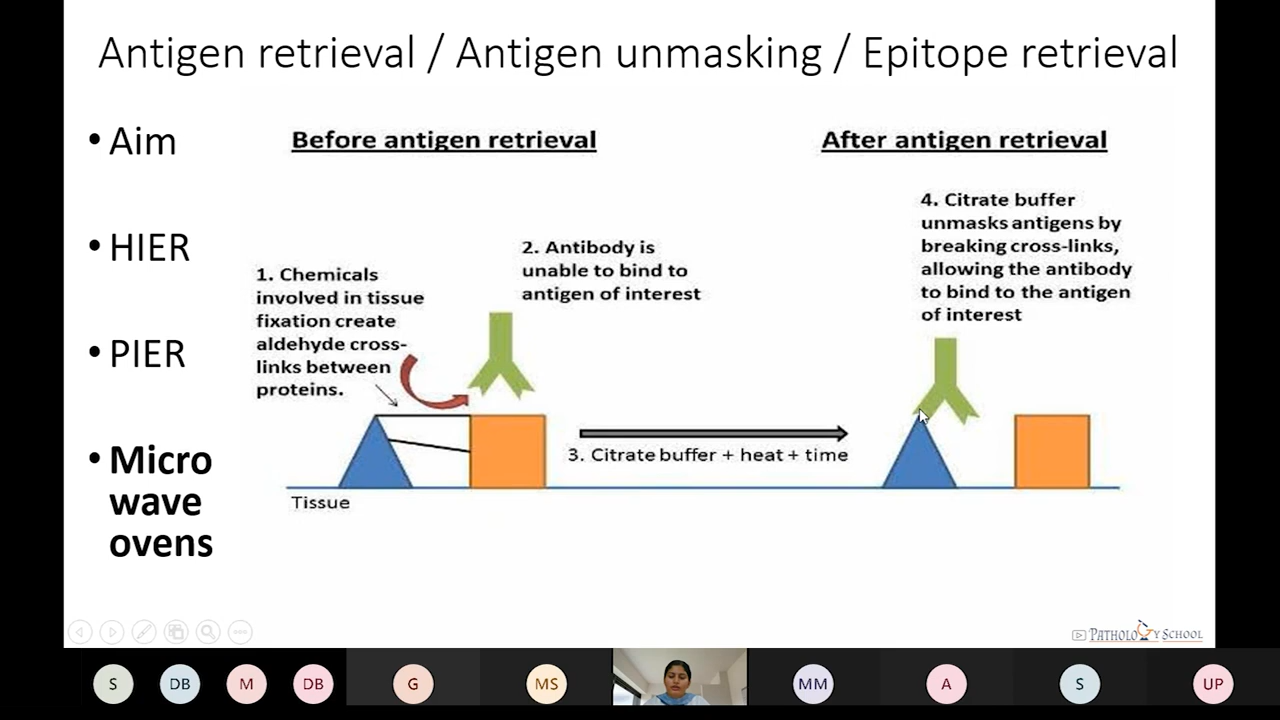 Antigen retrieval / Antigen unmasking / Epitope retrieval
• Aim
• HIER
• PIER
• Micro
wave
ovens
Before antigen retrieval
After antigen retrieval
1. Chemicals
involved in tissue
fixation create
aldehyde cross-
links between
proteins.
2. Antibody is
unable to bind to
antigen of interest
3. Citrate buffer + heat + time
4. Citrate buffer
unmasks antigens by
breaking cross-links,
allowing the antibody
to bind to the antigen
of interest
Tissue
PATHOLOGY SCHOOL
S
DB
M
DB
G
MS
MM
A
S
UP